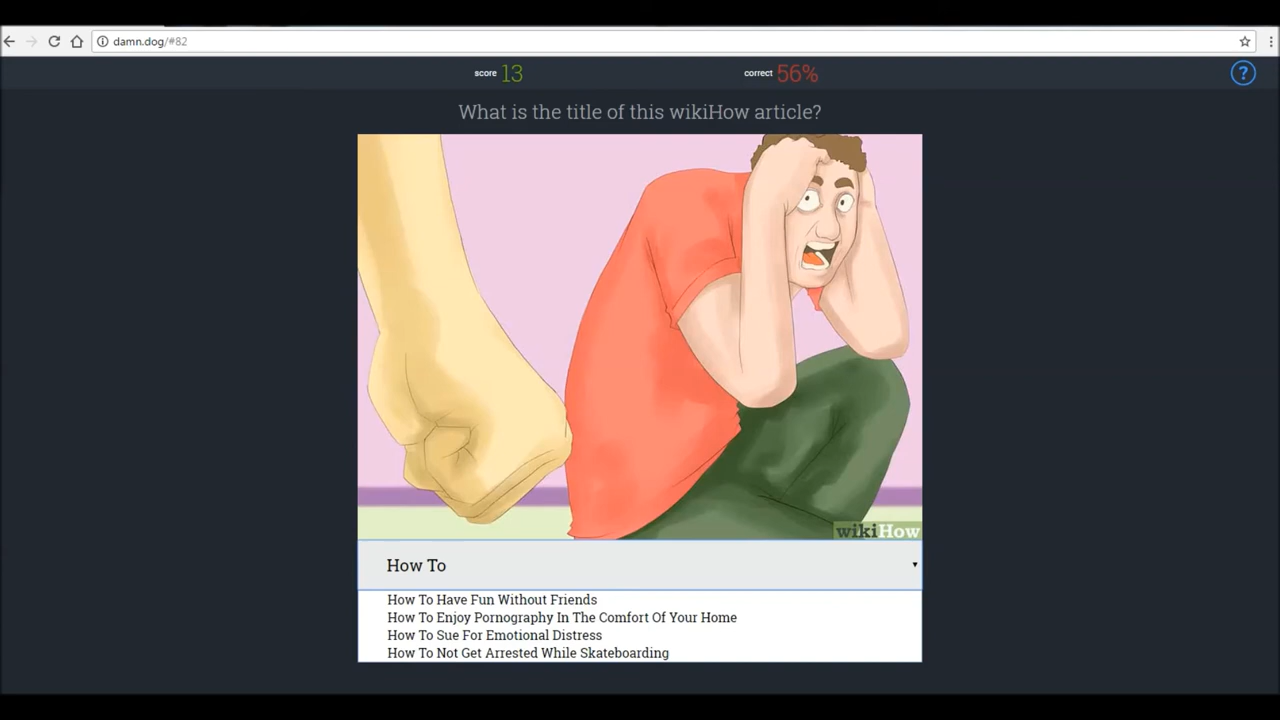 damn.dog/#82
score 13
correct 56%
?
What is the title of this wikiHow article?
wikiHow
How To
How To Have Fun Without Friends
How To Enjoy Pornography In The Comfort Of Your Home
How To Sue For Emotional Distress
How To Not Get Arrested While Skateboarding